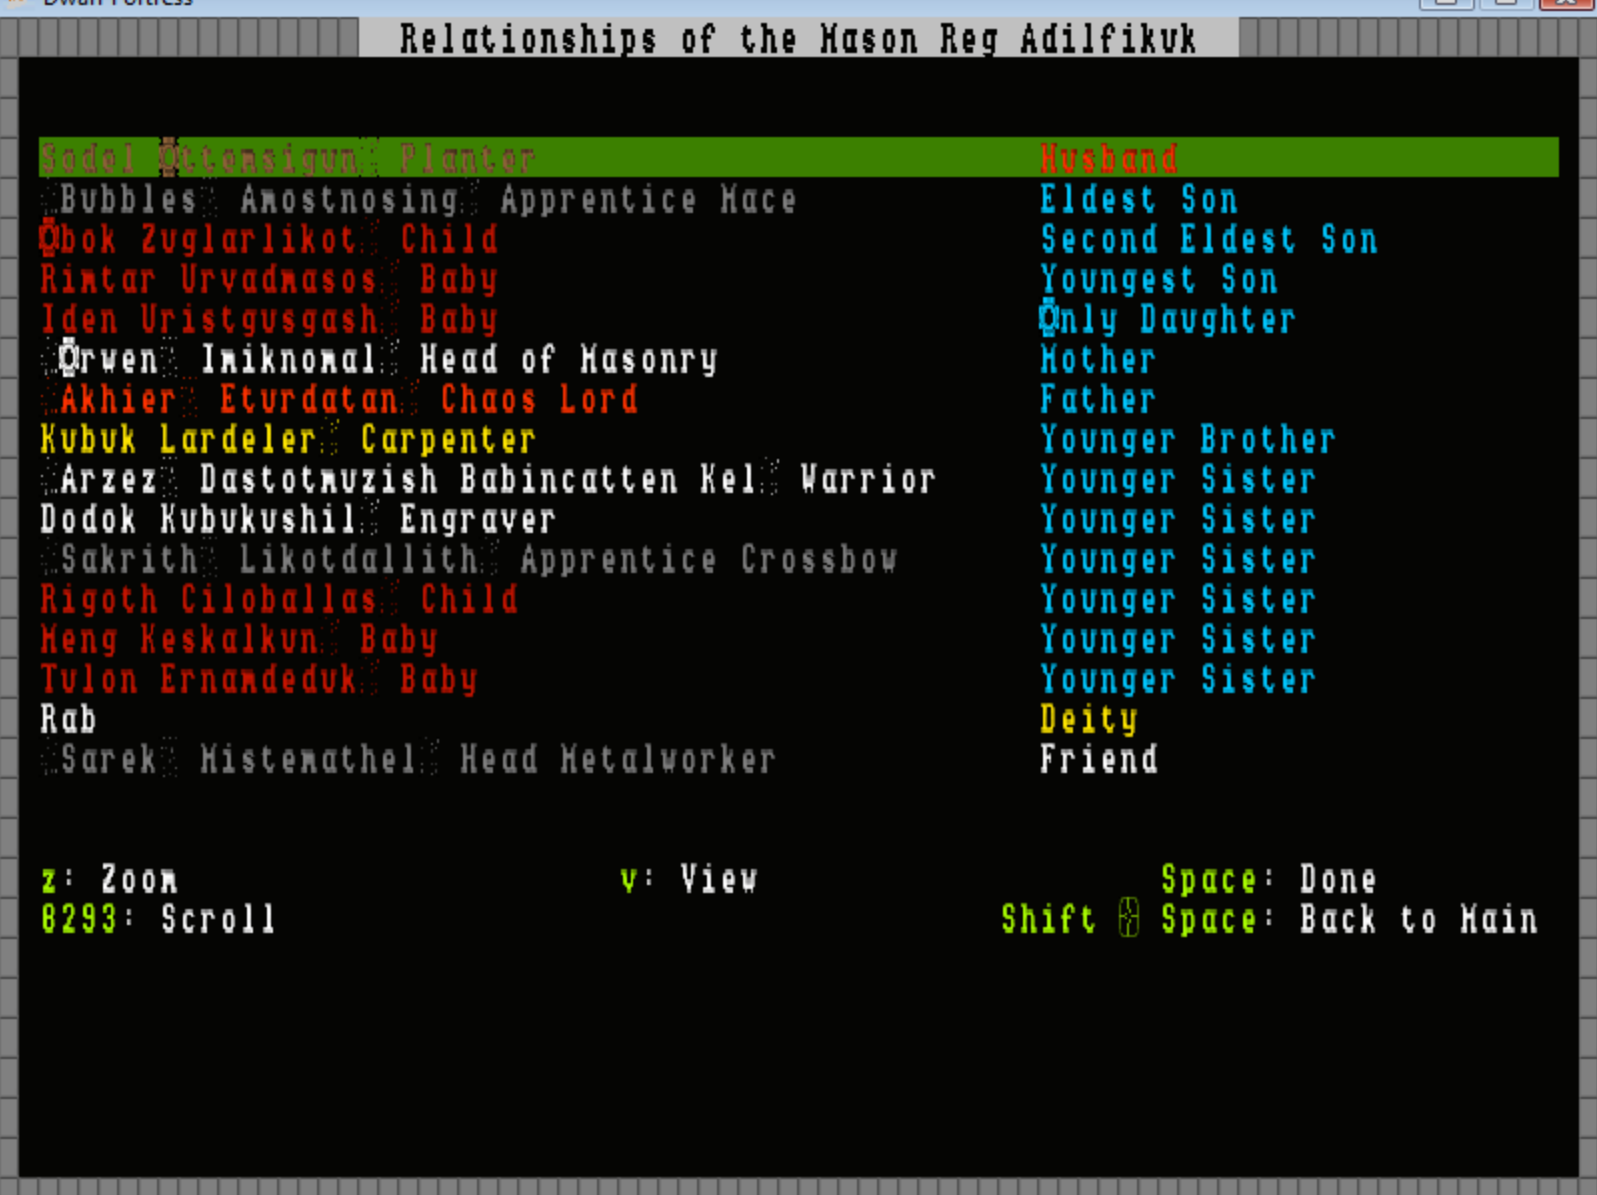 Dwarf Fortress
Relationships of the Mason Reg Adilfikuk
Sodel Ottemsigun Planter Husband
Bubbles Amostnosing Apprentice Mace Eldest Son
Obok Zuglarlikot Child Second Eldest Son
Rimtar Urvadmasos Baby Youngest Son
Iden Uristgusgash Baby Only Daughter
Orwen Imiknomal Head of Masonry Mother
Akhier Eturdatan Chaos Lord Father
Kubuk Lardeler Carpenter Younger Brother
Arzez Dastotmuzish Babincatten Kel Warrior Younger Sister
Dodok Kubukushil Engraver Younger Sister
Sakrith Likotdallith Apprentice Crossbow Younger Sister
Rigoth Ciloballas Child Younger Sister
Meng Keskalkun Baby Younger Sister
Tulon Ernamdeduk Baby Younger Sister
Rab Deity
Sarek Mistemathel Head Metalworker Friend
z: Zoom v: View Space: Done
8293: Scroll Shift Space: Back to Main